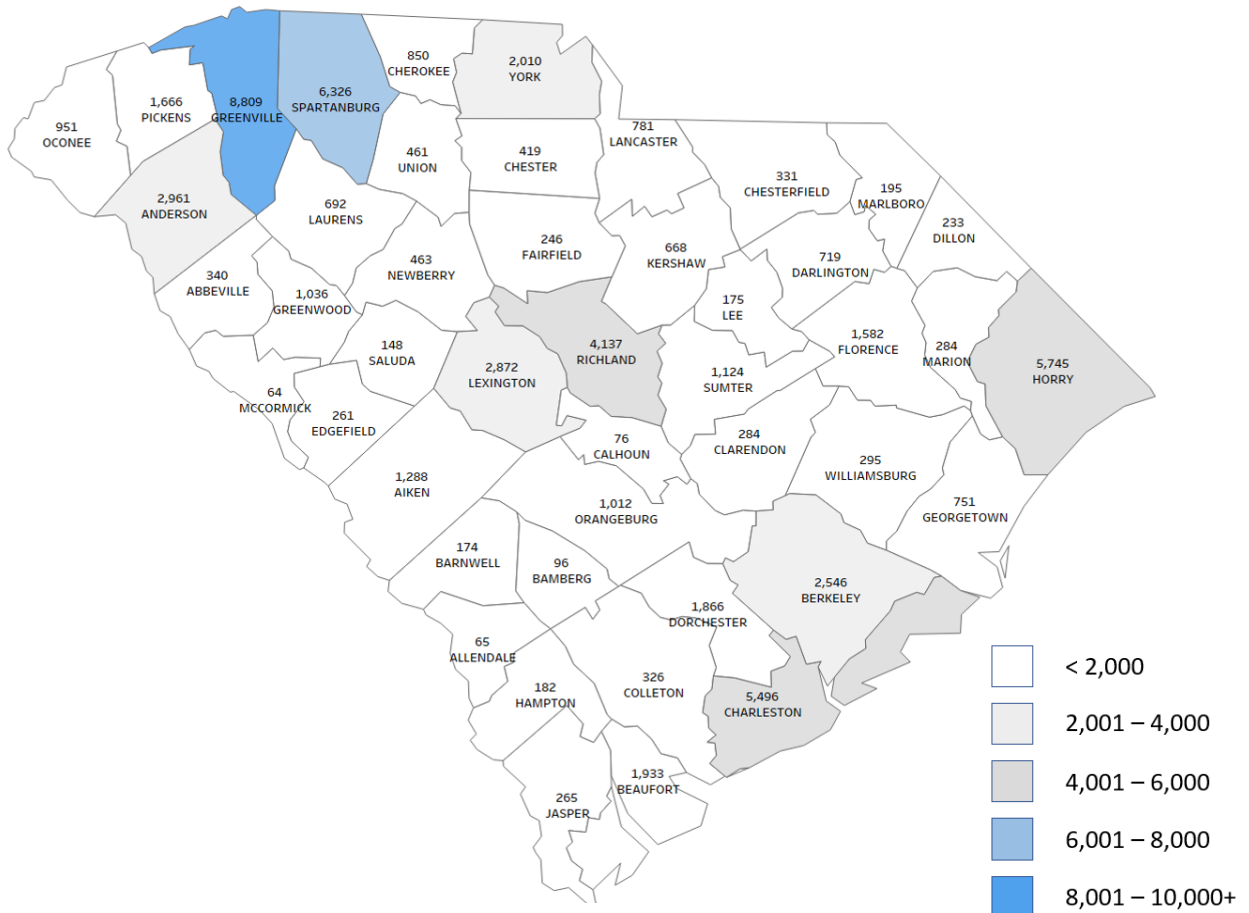 850
CHEROKEE
2,010
YORK
6,326
SPARTANBURG
8,809
GREENVILLE
1,666
PICKENS
951
OCONEE
781
LANCASTER
461
UNION
419
CHESTER
331
CHESTERFIELD
195
MARLBORO
2,961
ANDERSON
692
LAURENS
233
DILLON
246
FAIRFIELD
668
KERSHAW
463
NEWBERRY
719
DARLINGTON
340
ABBEVILLE
1,036
GREENWOOD
175
LEE
1,582
FLORENCE
284
MARION
148
SALUDA
4,137
RICHLAND
2,872
LEXINGTON
1,124
SUMTER
5,745
HORRY
64
MCCORMICK
261
EDGEFIELD
76
CALHOUN
284
CLARENDON
295
WILLIAMSBURG
1,288
AIKEN
1,012
ORANGEBURG
751
GEORGETOWN
174
BARNWELL
96
BAMBERG
2,546
BERKELEY
1,866
DORCHESTER
65
ALLENDALE
182
HAMPTON
326
COLLETON
5,496
CHARLESTON
1,933
BEAUFORT
265
JASPER
< 2,000
2,001 – 4,000
4,001 – 6,000
6,001 – 8,000
8,001 – 10,000+